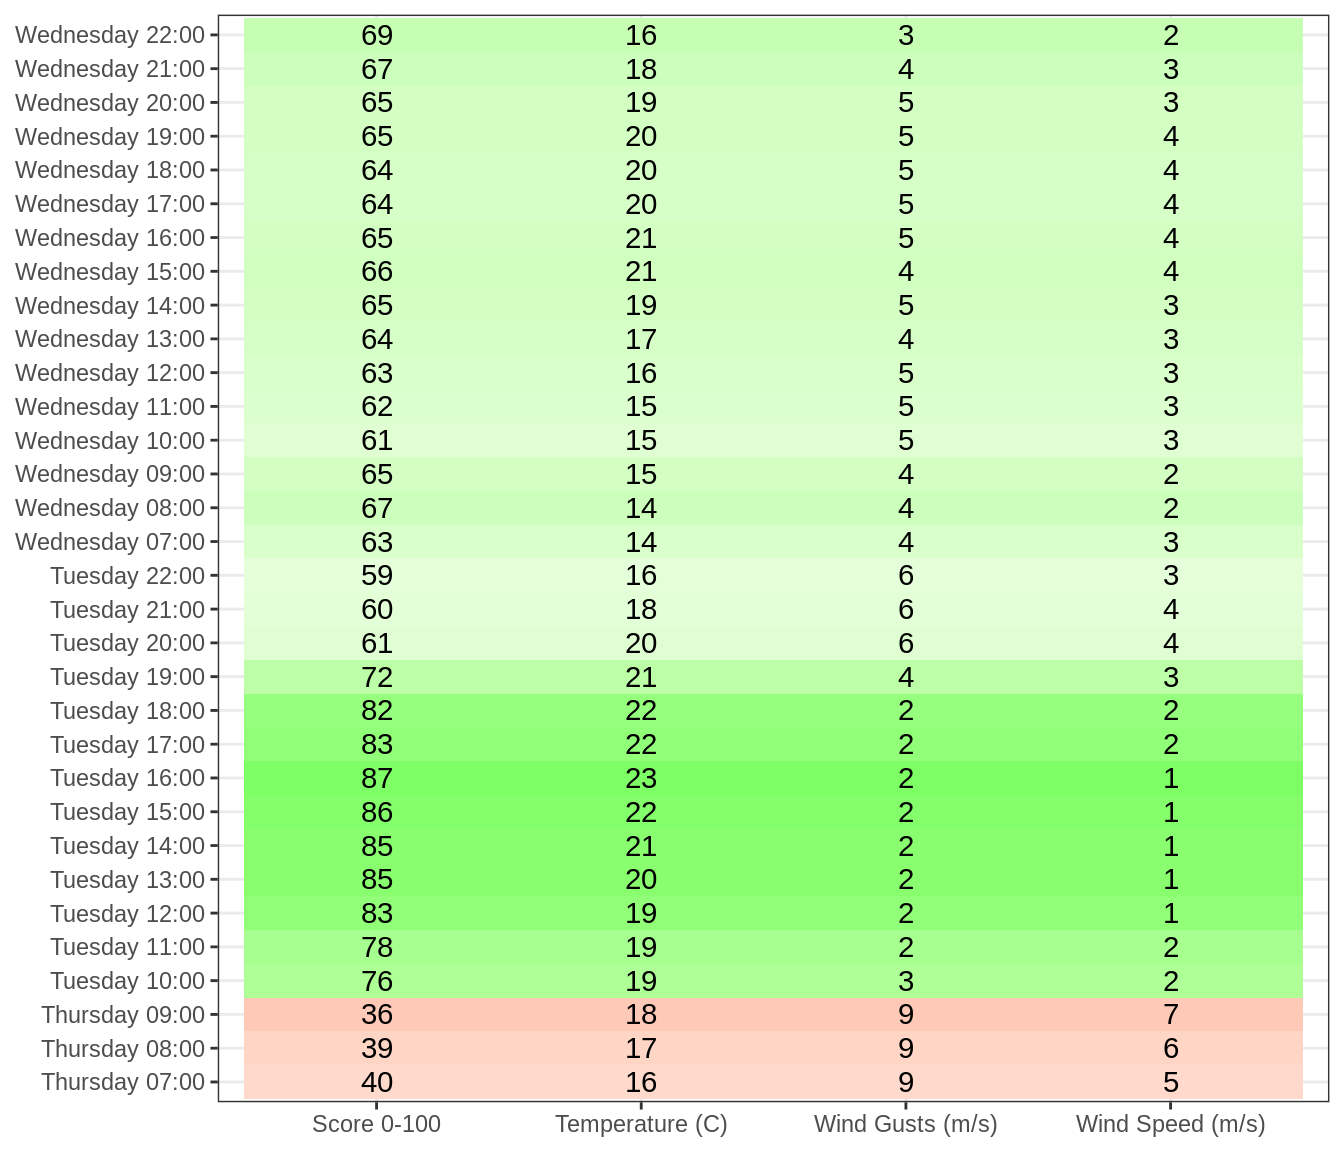 Wednesday 22:00 69 16 3 2
Wednesday 21:00 67 18 4 3
Wednesday 20:00 65 19 5 3
Wednesday 19:00 65 20 5 4
Wednesday 18:00 64 20 5 4
Wednesday 17:00 64 20 5 4
Wednesday 16:00 65 21 5 4
Wednesday 15:00 66 21 4 4
Wednesday 14:00 65 19 5 3
Wednesday 13:00 64 17 4 3
Wednesday 12:00 63 16 5 3
Wednesday 11:00 62 15 5 3
Wednesday 10:00 61 15 5 3
Wednesday 09:00 65 15 4 2
Wednesday 08:00 67 14 4 2
Wednesday 07:00 63 14 4 3
Tuesday 22:00 59 16 6 3
Tuesday 21:00 60 18 6 4
Tuesday 20:00 61 20 6 4
Tuesday 19:00 72 21 4 3
Tuesday 18:00 82 22 2 2
Tuesday 17:00 83 22 2 2
Tuesday 16:00 87 23 2 1
Tuesday 15:00 86 22 2 1
Tuesday 14:00 85 21 2 1
Tuesday 13:00 85 20 2 1
Tuesday 12:00 83 19 2 1
Tuesday 11:00 78 19 2 2
Tuesday 10:00 76 19 3 2
Thursday 09:00 36 18 9 7
Thursday 08:00 39 17 9 6
Thursday 07:00 40 16 9 5
Score 0-100 Temperature (C) Wind Gusts (m/s) Wind Speed (m/s)